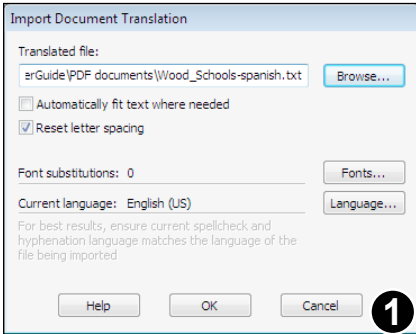 Import Document Translation
Translated file:
erGuide\PDF documents\Wood_Schools-spanish.txt Browse...
Automatically fit text where needed
Reset letter spacing
Font substitutions: 0 Fonts...
Current language: English (US) Language...
For best results, ensure current spellcheck and
hyphenation language matches the language of the
file being imported
Help OK Cancel 1